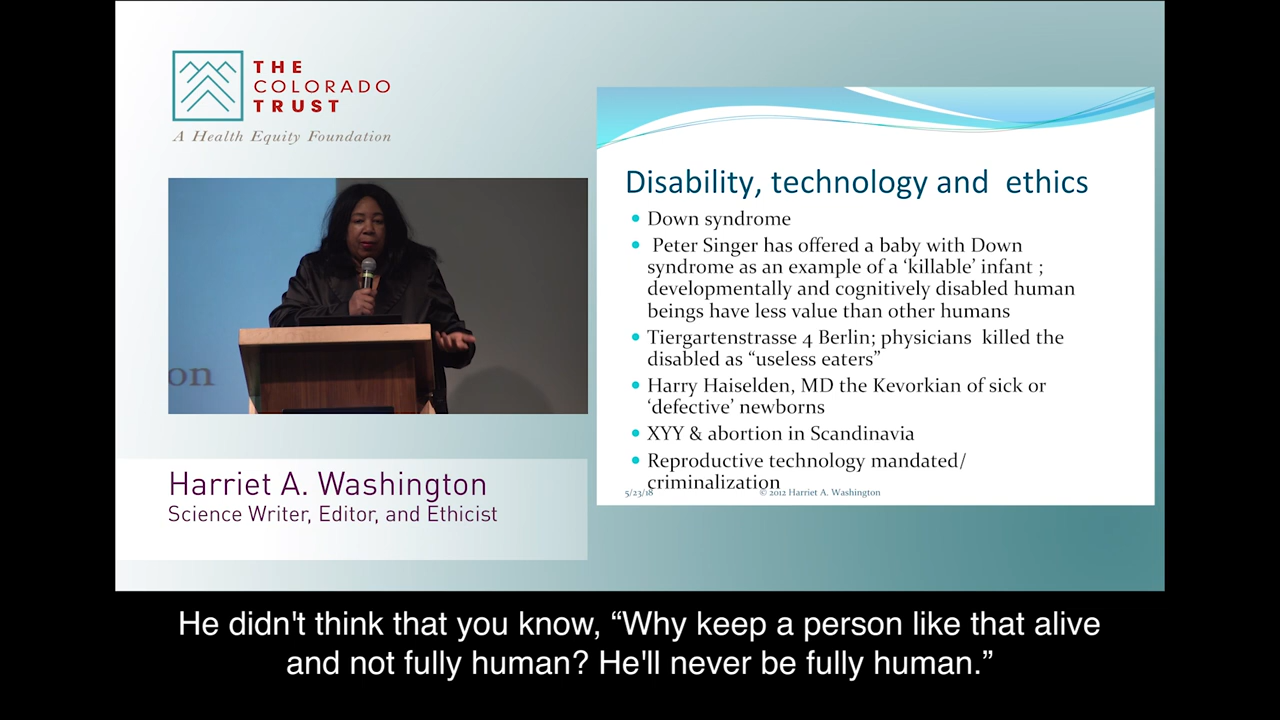 THE
COLORADO
TRUST
A Health Equity Foundation
on
Harriet A. Washington
Science Writer, Editor, and Ethicist
Disability, technology and  ethics
• Down syndrome
• Peter Singer has offered a baby with Down
syndrome as an example of a ‘killable’ infant ;
developmentally and cognitively disabled human
beings have less value than other humans
• Tiergartenstrasse 4 Berlin; physicians  killed the
disabled as “useless eaters”
• Harry Haiselden, MD the Kevorkian of sick or
‘defective’ newborns
• XYY & abortion in Scandinavia
• Reproductive technology mandated/
criminalization
5/23/18
© 2012 Harriet A. Washington
He didn't think that you know, “Why keep a person like that alive
and not fully human? He'll never be fully human.”